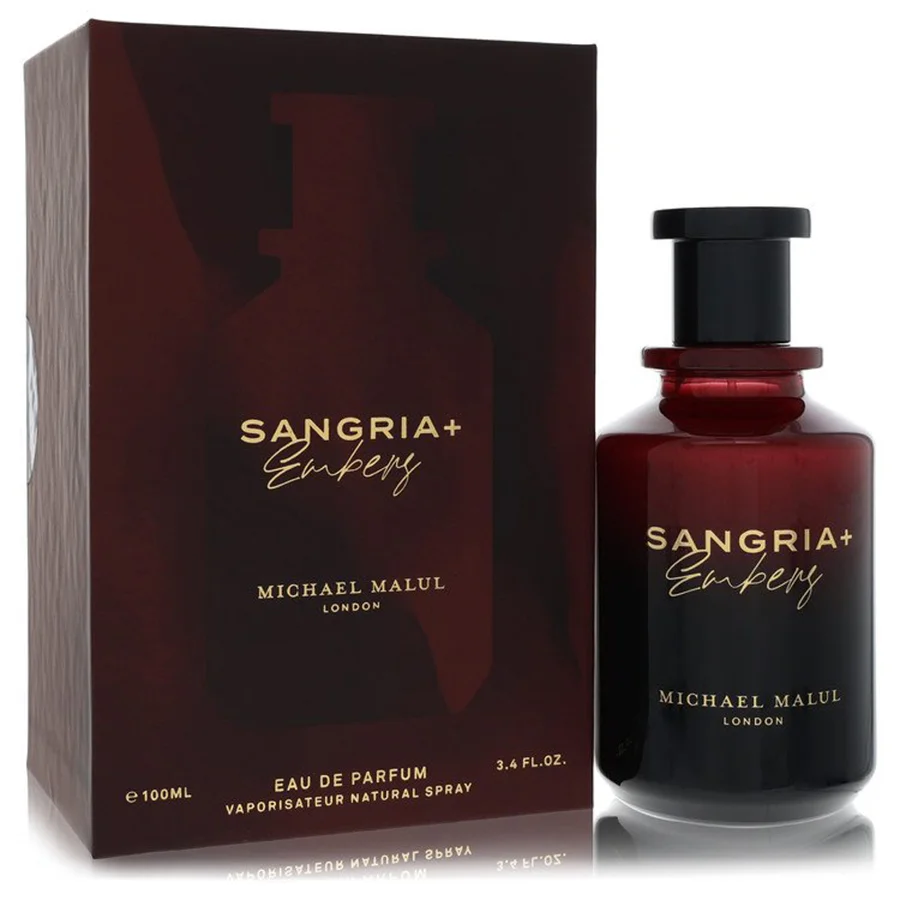 SANGRIA+
Embers
MICHAEL MALUL
LONDON
℮ 100ML
EAU DE PARFUM
3.4 FL.OZ.
VAPORISATEUR NATURAL SPRAY
SANGRIA+
Embers
MICHAEL MALUL
LONDON